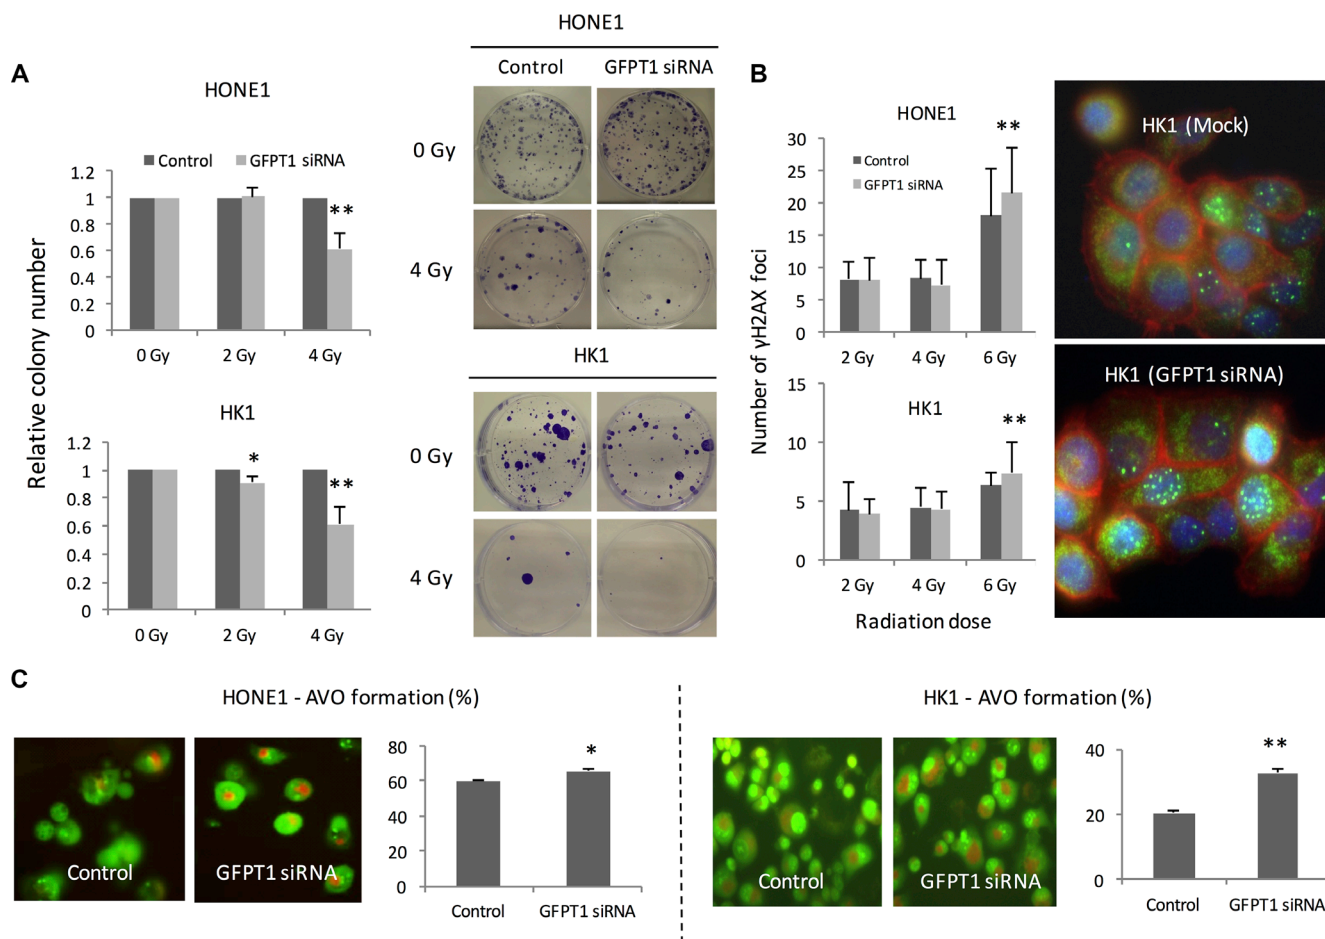 A
HONE1
Control
GFPT1 siRNA
Relative colony number
1.2
1
0.8
0.6
0.4
0.2
0
**
0 Gy
2 Gy
4 Gy
HK1
1.2
1
0.8
0.6
0.4
0.2
0
*
**
0 Gy
2 Gy
4 Gy
HONE1
Control
GFPT1 siRNA
0 Gy
4 Gy
HK1
0 Gy
4 Gy
B
HONE1
**
Control
GFPT1 siRNA
Number of γH2AX foci
30
25
20
15
10
5
0
2 Gy
4 Gy
6 Gy
HK1
**
15
10
5
0
2 Gy
4 Gy
6 Gy
Radiation dose
HK1 (Mock)
HK1 (GFPT1 siRNA)
C
HONE1 - AVO formation (%)
Control
GFPT1 siRNA
80
60
40
20
0
*
Control
GFPT1 siRNA
HK1 - AVO formation (%)
Control
GFPT1 siRNA
40
20
0
**
Control
GFPT1 siRNA